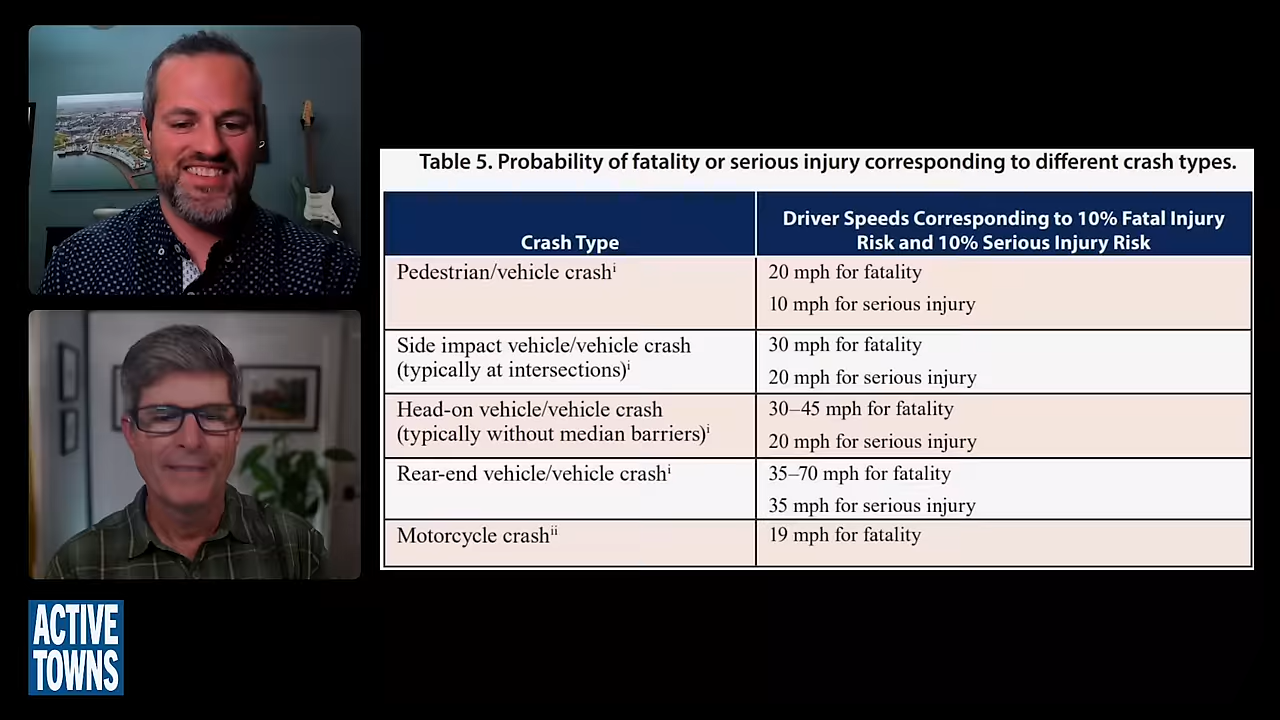 Table 5. Probability of fatality or serious injury corresponding to different crash types.
Crash Type
Driver Speeds Corresponding to 10% Fatal Injury
Risk and 10% Serious Injury Risk
Pedestrian/vehicle crashⁱ
20 mph for fatality
10 mph for serious injury
Side impact vehicle/vehicle crash
(typically at intersections)ⁱ
30 mph for fatality
20 mph for serious injury
Head-on vehicle/vehicle crash
(typically without median barriers)ⁱ
30–45 mph for fatality
20 mph for serious injury
Rear-end vehicle/vehicle crashⁱ
35–70 mph for fatality
35 mph for serious injury
Motorcycle crashⁱⁱ
19 mph for fatality
ACTIVE
TOWNS